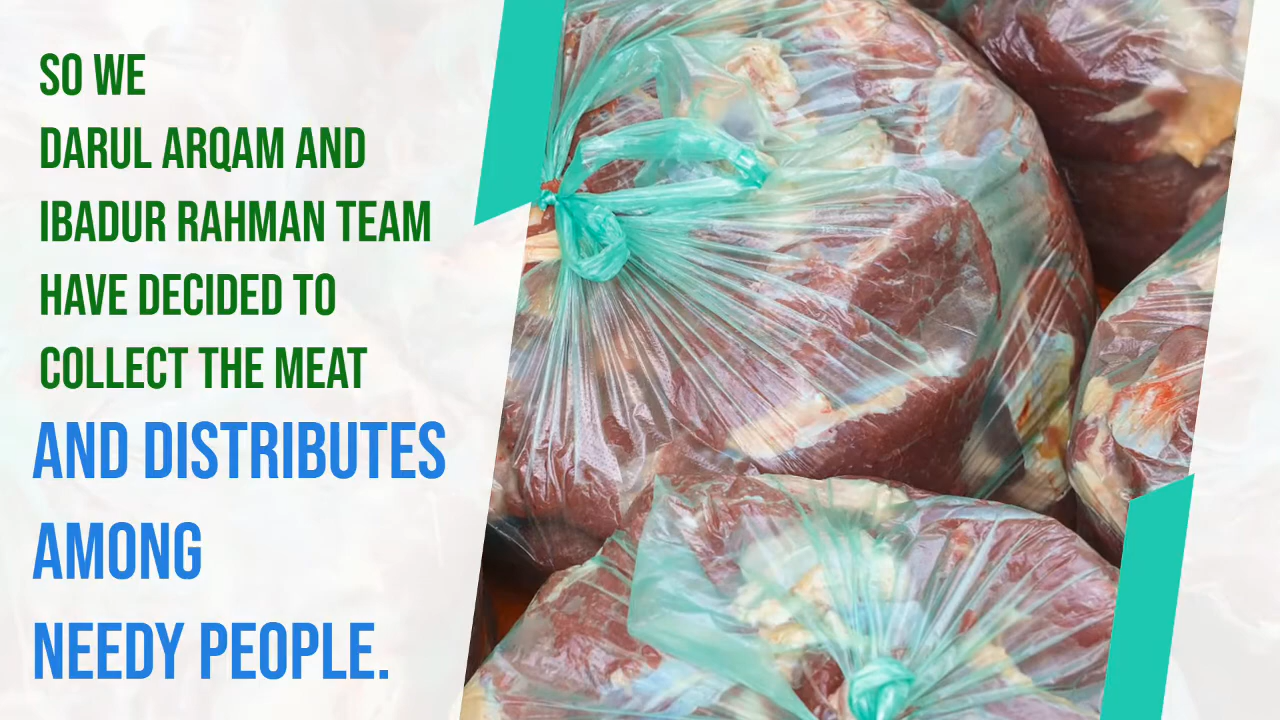 SO WE
DARUL ARQAM AND
IBADUR RAHMAN TEAM
HAVE DECIDED TO
COLLECT THE MEAT
AND DISTRIBUTES
AMONG
NEEDY PEOPLE.